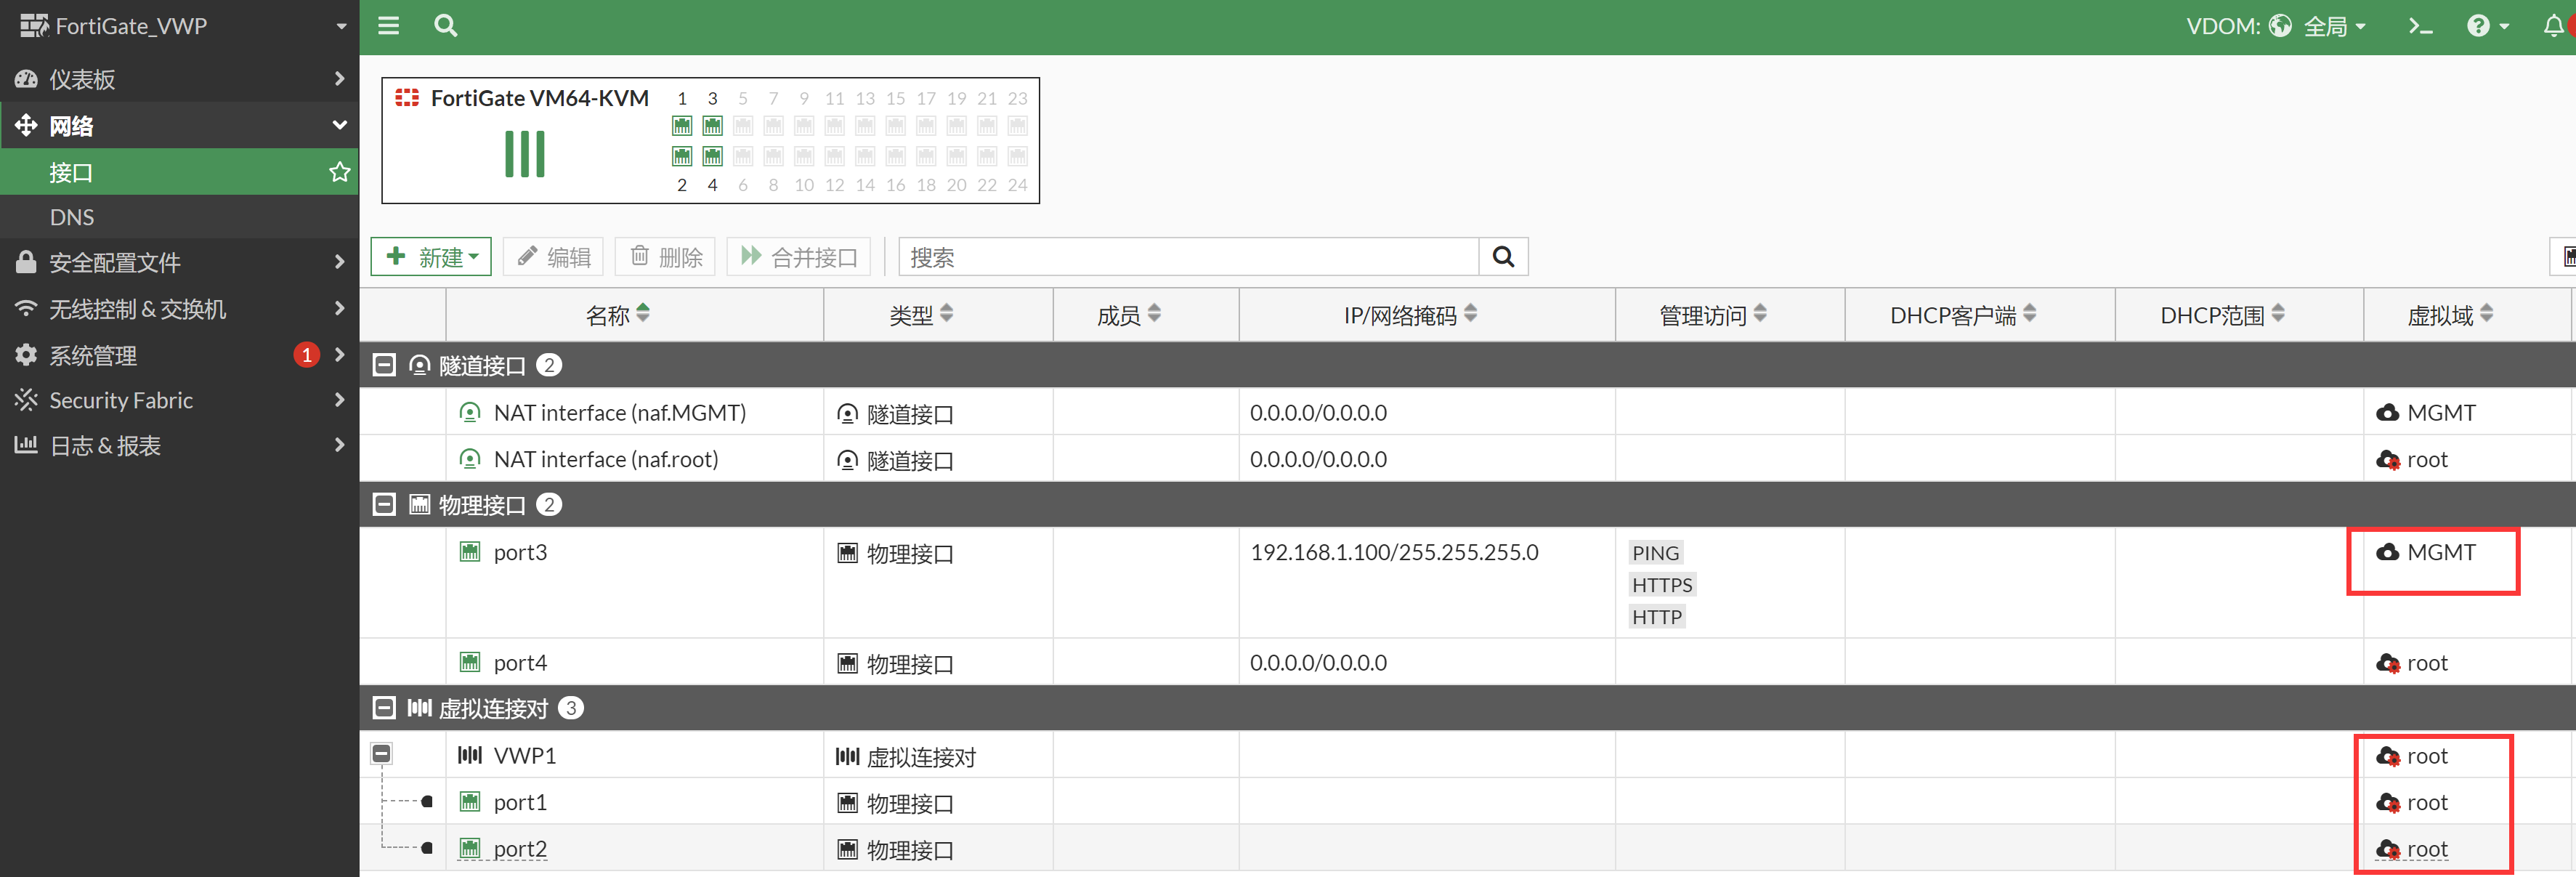 FortiGate_VWP
VDOM: 全局
仪表板
网络
接口
DNS
安全配置文件
无线控制 & 交换机
系统管理 1
Security Fabric
日志 & 报表
FortiGate VM64-KVM
1 3 5 7 9 11 13 15 17 19 21 23
2 4 6 8 10 12 14 16 18 20 22 24
新建 编辑 删除 合并接口 搜索
名称 类型 成员 IP/网络掩码 管理访问 DHCP客户端 DHCP范围 虚拟域
隧道接口 2
NAT interface (naf.MGMT) 隧道接口 0.0.0.0/0.0.0.0 MGMT
NAT interface (naf.root) 隧道接口 0.0.0.0/0.0.0.0 root
物理接口 2
port3 物理接口 192.168.1.100/255.255.255.0 PING MGMT
HTTPS
HTTP
port4 物理接口 0.0.0.0/0.0.0.0 root
虚拟连接对 3
VWP1 虚拟连接对 root
port1 物理接口 root
port2 物理接口 root